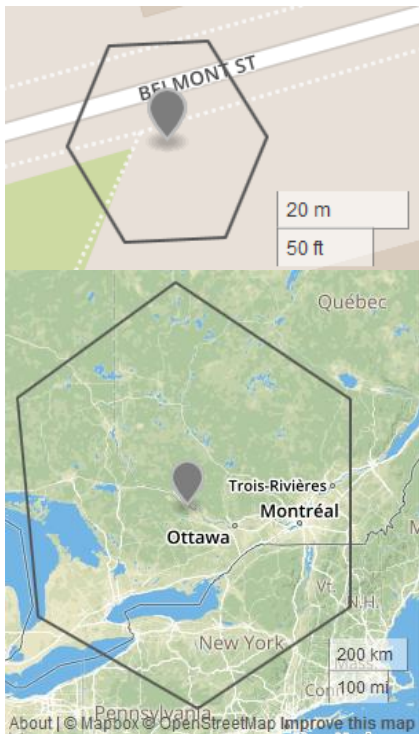 BELMONT ST
20 m
50 ft
Québec
Trois-Rivières
Montréal
Ottawa
Vt.
N.H.
New York
Mass.
200 km
Con
100 mi
Pennsylvania
About | © Mapbox © OpenStreetMap Improve this map